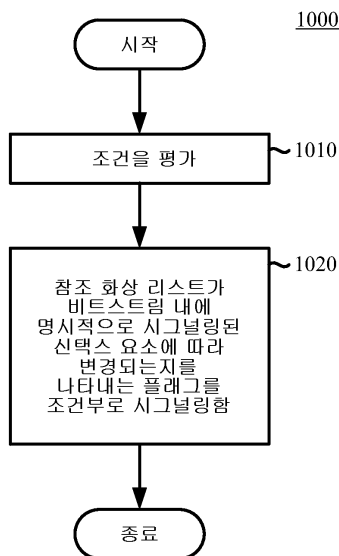 1000
시작
조건을 평가
1010
참조 화상 리스트가
비트스트림 내에
명시적으로 시그널링된
신택스 요소에 따라
변경되는지를
나타내는 플래그를
조건부로 시그널링함
1020
종료